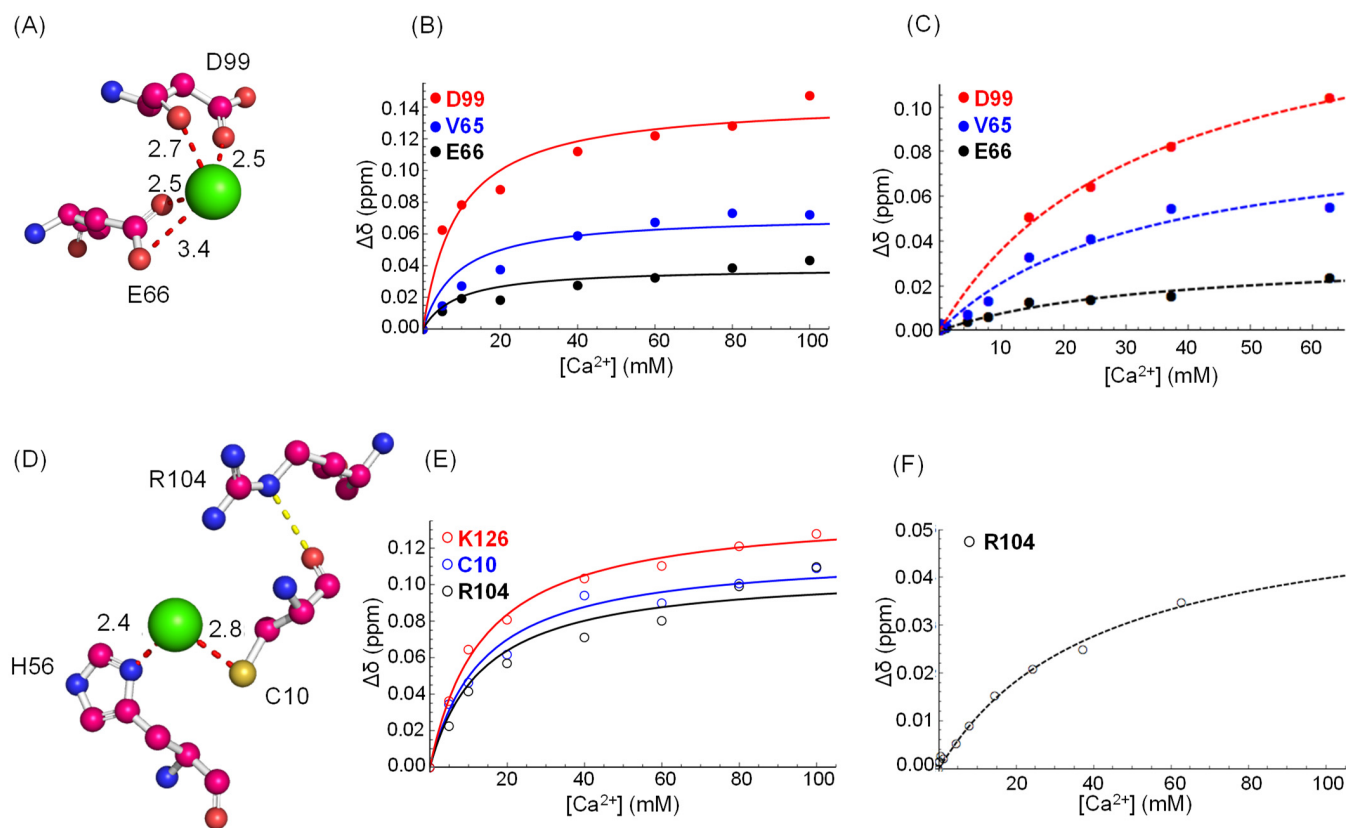 (A)
D99
2.7
2.5
2.5
3.4
E66
(B)
D99
V65
E66
Δδ (ppm)
0.14
0.12
0.10
0.08
0.06
0.04
0.02
0.00
20
40
60
80
100
[Ca²⁺] (mM)
(C)
D99
V65
E66
Δδ (ppm)
0.10
0.08
0.06
0.04
0.02
0.00
10
20
30
40
50
60
[Ca²⁺] (mM)
(D)
R104
2.4
2.8
H56
C10
(E)
K126
C10
R104
Δδ (ppm)
0.12
0.10
0.08
0.06
0.04
0.02
0.00
20
40
60
80
100
[Ca²⁺] (mM)
(F)
R104
Δδ (ppm)
0.05
0.04
0.03
0.02
0.01
0.00
20
40
60
80
100
[Ca²⁺] (mM)